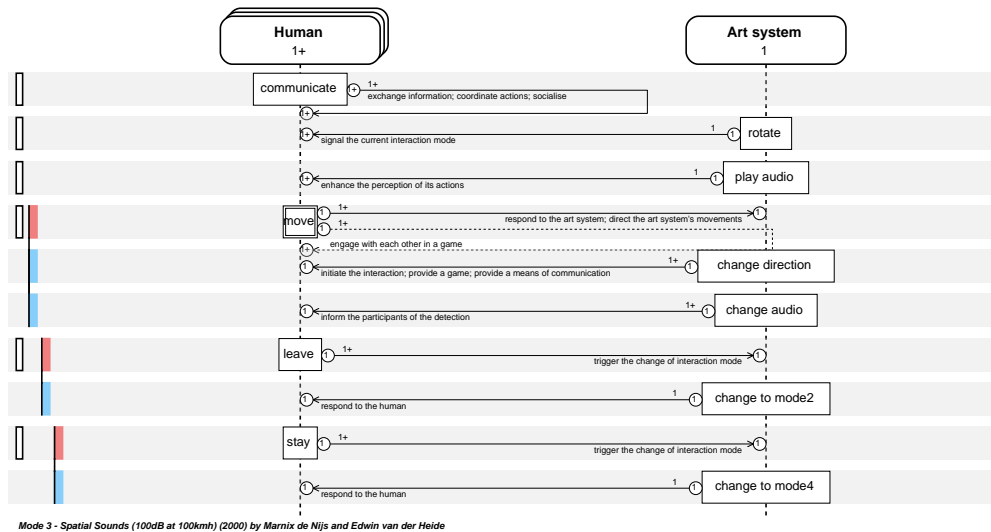 Human
1+
Art system
1
communicate
1+
1+
exchange information; coordinate actions; socialise
1+
1+
signal the current interaction mode
1
1
rotate
1+
enhance the perception of its actions
1
1
play audio
move
1
1+
respond to the art system; direct the art system's movements
1
1
1+
engage with each other in a game
1+
1
initiate the interaction; provide a game; provide a means of communication
1+
1
change direction
1
inform the participants of the detection
1+
1
change audio
leave
1
1+
trigger the change of interaction mode
1
1
respond to the human
1
1
change to mode2
stay
1
1+
trigger the change of interaction mode
1
1
respond to the human
1
1
change to mode4
Mode 3 - Spatial Sounds (100dB at 100kmh) (2000) by Marnix de Nijs and Edwin van der Heide